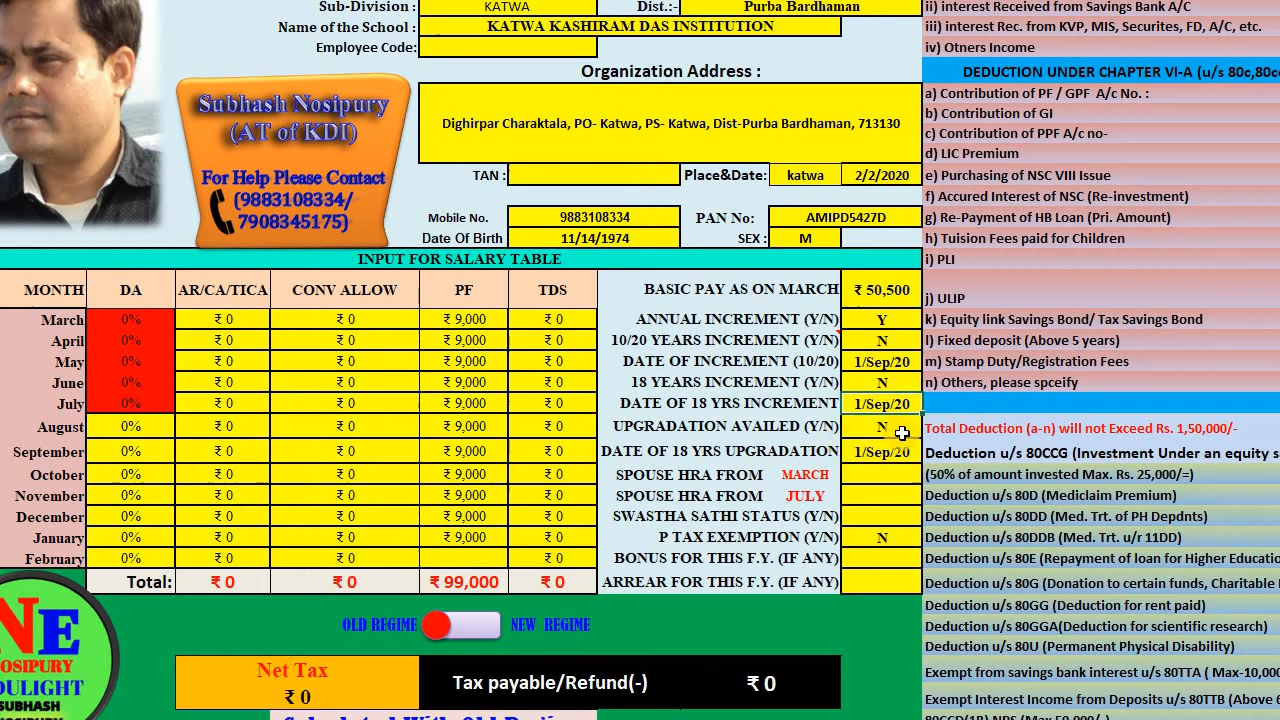 Sub-Division : KATWA Dist.:- Purba Bardhaman
Name of the School : KATWA KASHIRAM DAS INSTITUTION
Employee Code:
Organization Address :
Dighirpar Charaktala, PO- Katwa, PS- Katwa, Dist-Purba Bardhaman, 713130
TAN : Place&Date: katwa 2/2/2020
Mobile No. 9883108334 PAN No: AMIPD5427D
Date Of Birth 11/14/1974 SEX : M
Subhash Nosipury
(AT of KDI)
For Help Please Contact
(9883108334/
7908345175)
INPUT FOR SALARY TABLE
MONTH DA AR/CA/TICA CONV ALLOW PF TDS BASIC PAY AS ON MARCH ₹ 50,500
March 0% ₹ 0 ₹ 0 ₹ 9,000 ₹ 0 ANNUAL INCREMENT (Y/N) Y
April 0% ₹ 0 ₹ 0 ₹ 9,000 ₹ 0 10/20 YEARS INCREMENT (Y/N) N
May 0% ₹ 0 ₹ 0 ₹ 9,000 ₹ 0 DATE OF INCREMENT (10/20) 1/Sep/20
June 0% ₹ 0 ₹ 0 ₹ 9,000 ₹ 0 18 YEARS INCREMENT (Y/N) N
July 0% ₹ 0 ₹ 0 ₹ 9,000 ₹ 0 DATE OF 18 YRS INCREMENT 1/Sep/20
August 0% ₹ 0 ₹ 0 ₹ 9,000 ₹ 0 UPGRADATION AVAILED (Y/N) N
September 0% ₹ 0 ₹ 0 ₹ 9,000 ₹ 0 DATE OF 18 YRS UPGRADATION 1/Sep/20
October 0% ₹ 0 ₹ 0 ₹ 9,000 ₹ 0 SPOUSE HRA FROM MARCH
November 0% ₹ 0 ₹ 0 ₹ 9,000 ₹ 0 SPOUSE HRA FROM JULY
December 0% ₹ 0 ₹ 0 ₹ 9,000 ₹ 0 SWASTHA SATHI STATUS (Y/N)
January 0% ₹ 0 ₹ 0 ₹ 9,000 ₹ 0 P TAX EXEMPTION (Y/N) N
February 0% ₹ 0 ₹ 0 ₹ 0 BONUS FOR THIS F.Y. (IF ANY)
Total: ₹ 0 ₹ 0 ₹ 99,000 ₹ 0 ARREAR FOR THIS F.Y. (IF ANY)
OLD REGIME NEW REGIME
Net Tax
₹ 0
Tax payable/Refund(-) ₹ 0
NE
NOSIPURY
DULIGHT
SUBHASH
ii) interest Received from Savings Bank A/C
iii) interest Rec. from KVP, MIS, Securites, FD, A/C, etc.
iv) Otners Income
DEDUCTION UNDER CHAPTER VI-A (u/s 80c,80cc
a) Contribution of PF / GPF A/c No. :
b) Contribution of GI
c) Contribution of PPF A/c no-
d) LIC Premium
e) Purchasing of NSC VIII Issue
f) Accured Interest of NSC (Re-investment)
g) Re-Payment of HB Loan (Pri. Amount)
h) Tuision Fees paid for Children
i) PLI
j) ULIP
k) Equity link Savings Bond/ Tax Savings Bond
l) Fixed deposit (Above 5 years)
m) Stamp Duty/Registration Fees
n) Others, please spceify
Total Deduction (a-n) will not Exceed Rs. 1,50,000/-
Deduction u/s 80CCG (Investment Under an equity s
(50% of amount invested Max. Rs. 25,000/=)
Deduction u/s 80D (Mediclaim Premium)
Deduction u/s 80DD (Med. Trt. of PH Depdnts)
Deduction u/s 80DDB (Med. Trt. u/r 11DD)
Deduction u/s 80E (Repayment of loan for Higher Educatio
Deduction u/s 80G (Donation to certain funds, Charitable
Deduction u/s 80GG (Deduction for rent paid)
Deduction u/s 80GGA(Deduction for scientific research)
Deduction u/s 80U (Permanent Physical Disability)
Exempt from savings bank interest u/s 80TTA ( Max-10,000
Exempt Interest Income from Deposits u/s 80TTB (Above